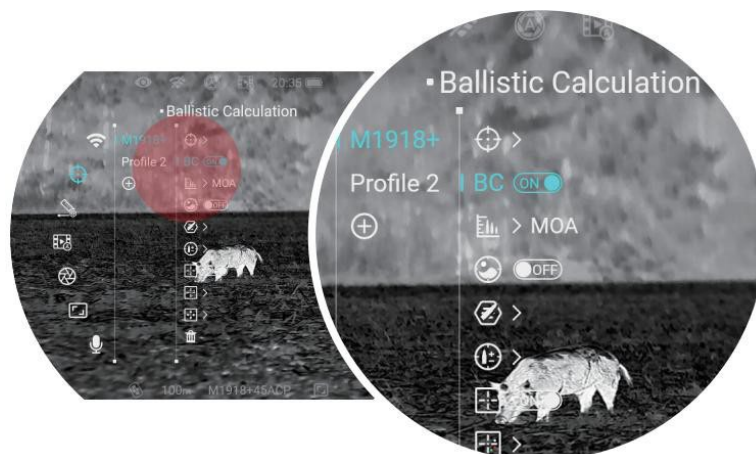 20:35
Ballistic Calculation
M1918+
Profile 2
BC ON
> MOA
OFF
100m M1918+45ACP
Ballistic Calculation
M1918+
Profile 2
BC ON
> MOA
OFF